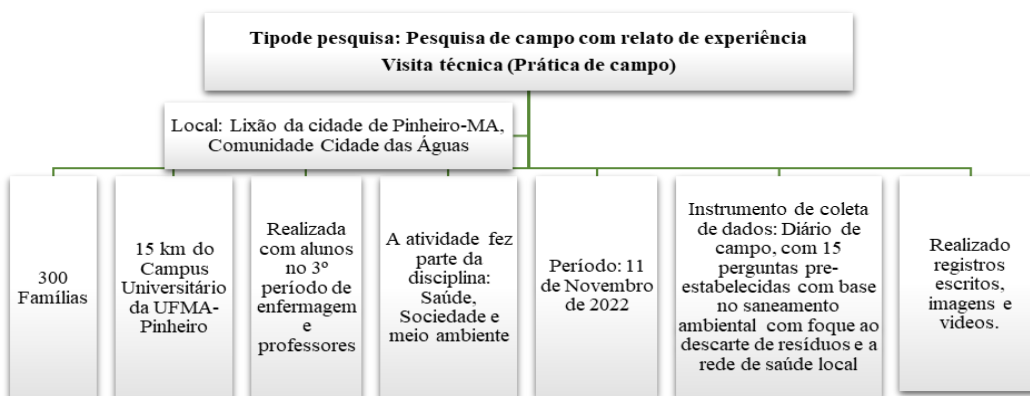 Tipode pesquisa: Pesquisa de campo com relato de experiência
Visita técnica (Prática de campo)
Local: Lixão da cidade de Pinheiro-MA,
Comunidade Cidade das Águas
300
Famílias
15 km do
Campus
Universitário
da UFMA-
Pinheiro
Realizada
com alunos
no 3º
período de
enfermagem
e
professores
A atividade fez
parte da
disciplina:
Saúde,
Sociedade e
meio ambiente
Período: 11
de Novembro
de 2022
Instrumento de coleta
de dados: Diário de
campo, com 15
perguntas pre-
estabelecidas com base
no saneamento
ambiental com foque ao
descarte de resíduos e a
rede de saúde local
Realizado
registros
escritos,
imagens e
videos.